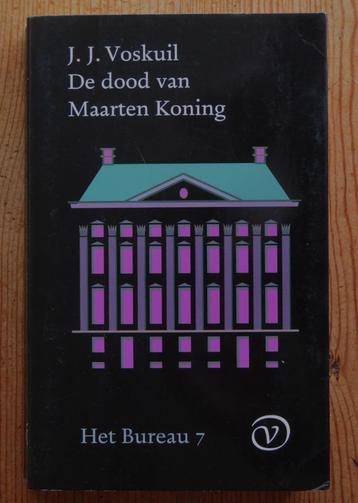 J. J. Voskuil
De dood van
Maarten Koning
Het Bureau 7
V